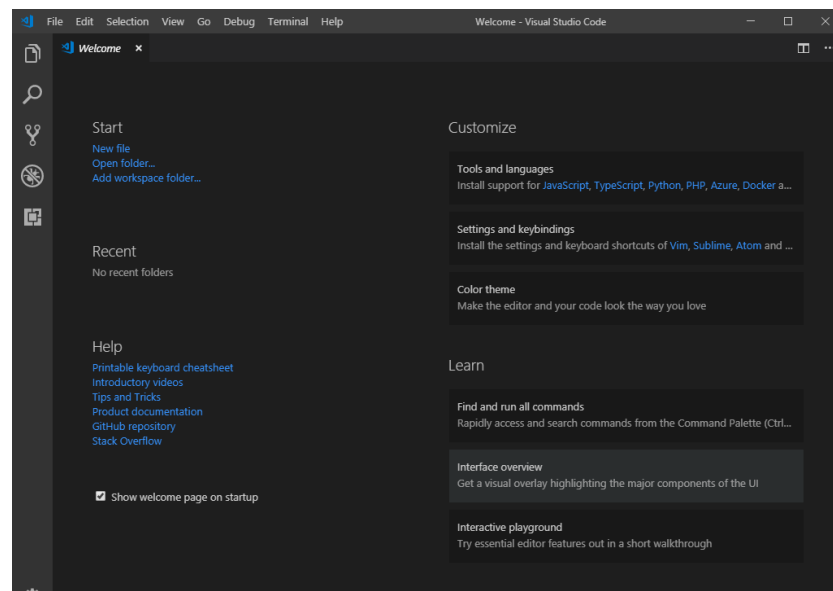 File Edit Selection View Go Debug Terminal Help Welcome - Visual Studio Code
Welcome
Start
New file
Open folder...
Add workspace folder...
Recent
No recent folders
Help
Printable keyboard cheatsheet
Introductory videos
Tips and Tricks
Product documentation
GitHub repository
Stack Overflow
Show welcome page on startup
Customize
Tools and languages
Install support for JavaScript, TypeScript, Python, PHP, Azure, Docker a...
Settings and keybindings
Install the settings and keyboard shortcuts of Vim, Sublime, Atom and ...
Color theme
Make the editor and your code look the way you love
Learn
Find and run all commands
Rapidly access and search commands from the Command Palette (Ctrl...
Interface overview
Get a visual overlay highlighting the major components of the UI
Interactive playground
Try essential editor features out in a short walkthrough